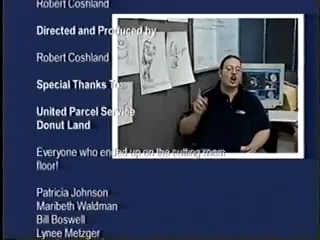 Robert Coshland
Directed and Produced by
Robert Coshland
Special Thanks To...
United Parcel Service
Donut Land
Everyone who ended up on the cutting room
floor!
Patricia Johnson
Maribeth Waldman
Bill Boswell
Lynee Metzger